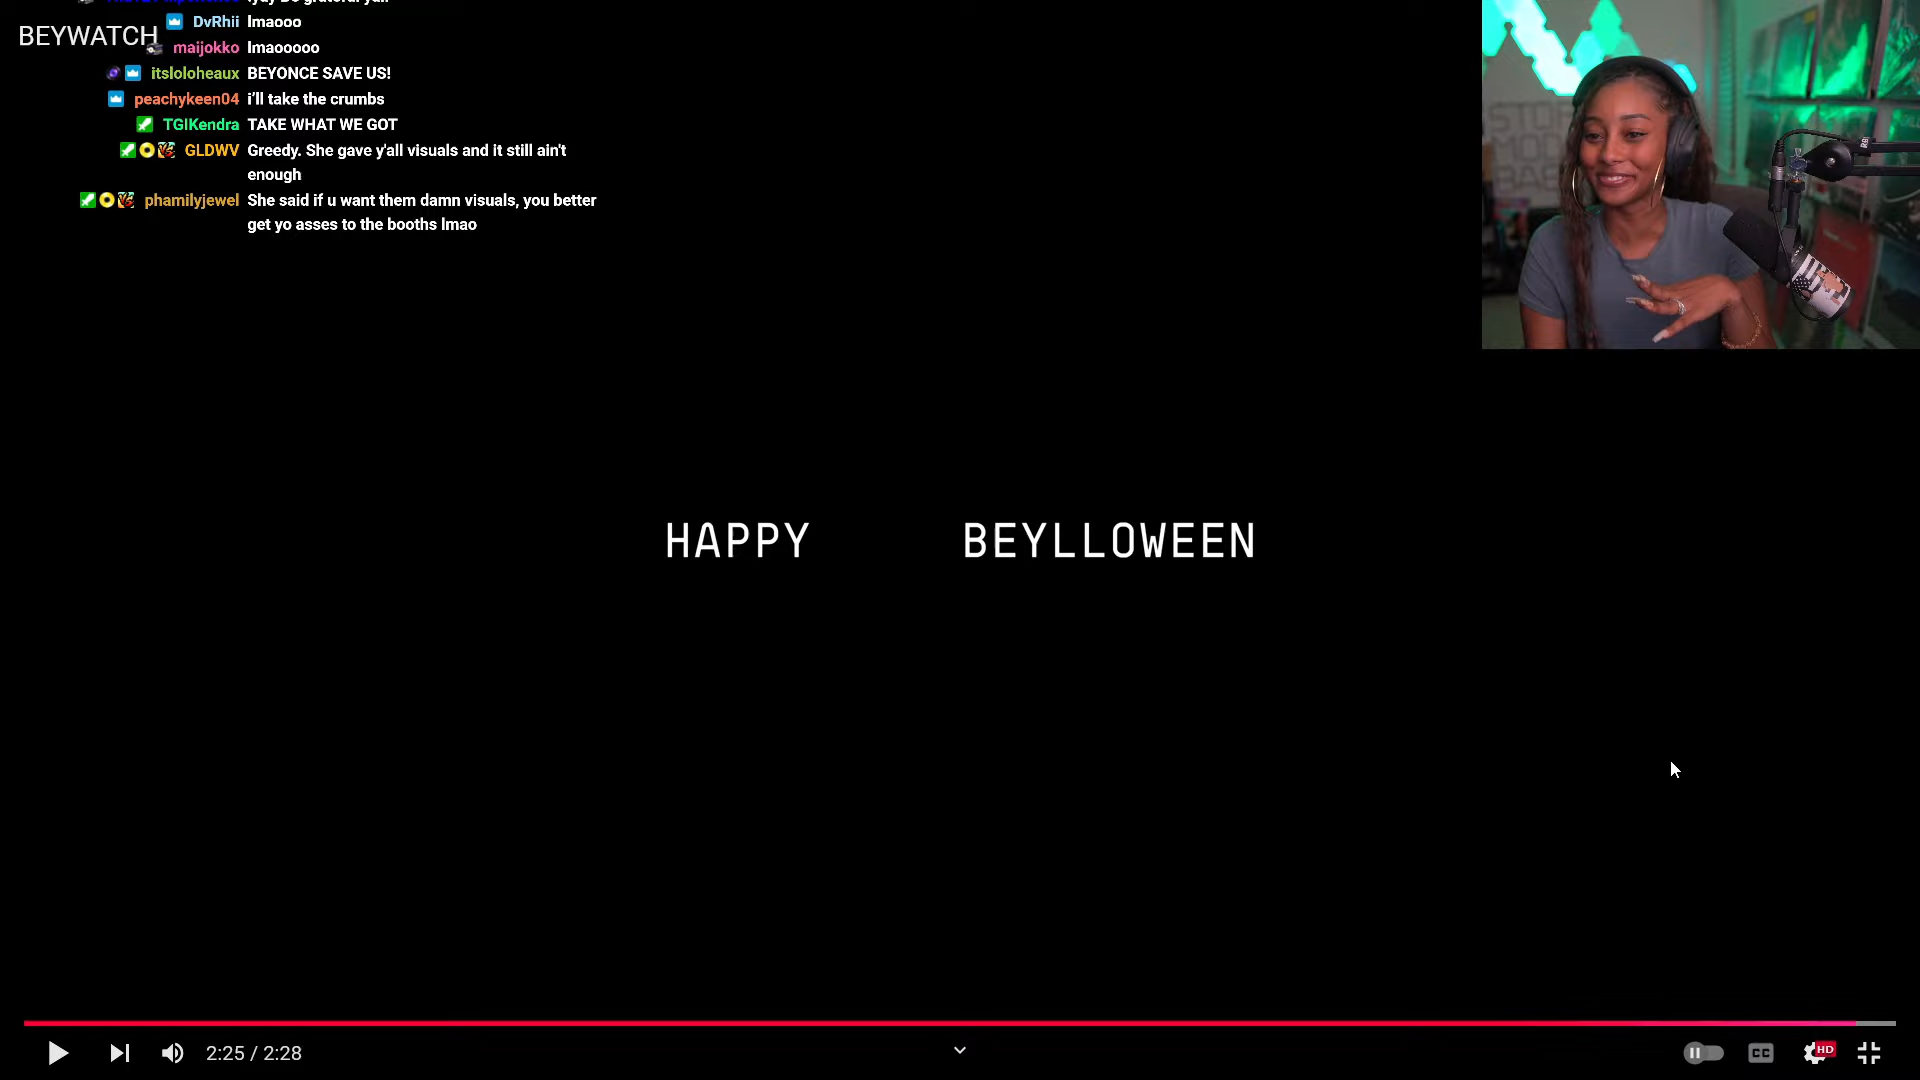 DvRhii lmaooo
BEYWATCH
maijokko lmaooooo
itsloloheaux BEYONCE SAVE US!
peachykeen04 i'll take the crumbs
TGIKendra TAKE WHAT WE GOT
GLDWV Greedy. She gave y'all visuals and it still ain't
enough
phamilyjewel She said if u want them damn visuals, you better
get yo asses to the booths lmao
HAPPY BEYLLOWEEN
2:25 / 2:28
CC
HD